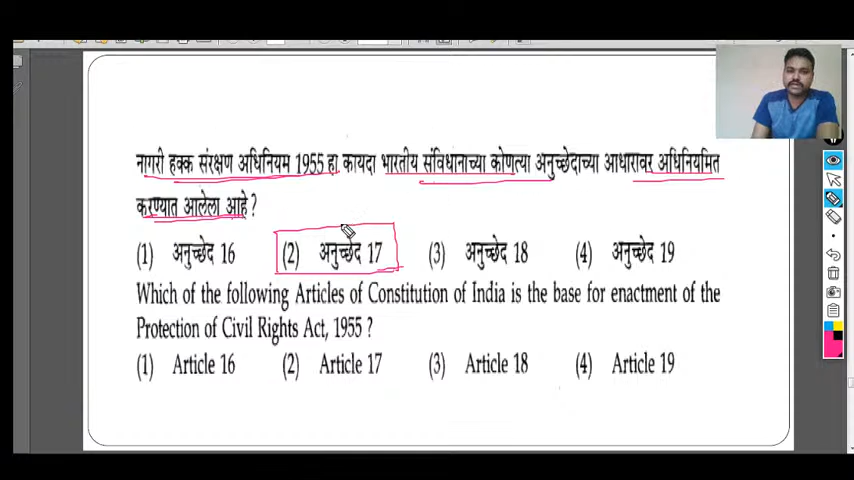 नागरी हक्क संरक्षण अधिनियम 1955 हा कायदा भारतीय संविधानाच्या कोणत्या अनुच्छेदाच्या आधारावर अधिनियमित
करण्यात आलेला आहे ?
(1) अनुच्छेद 16 (2) अनुच्छेद 17 (3) अनुच्छेद 18 (4) अनुच्छेद 19
Which of the following Articles of Constitution of India is the base for enactment of the
Protection of Civil Rights Act, 1955 ?
(1) Article 16 (2) Article 17 (3) Article 18 (4) Article 19